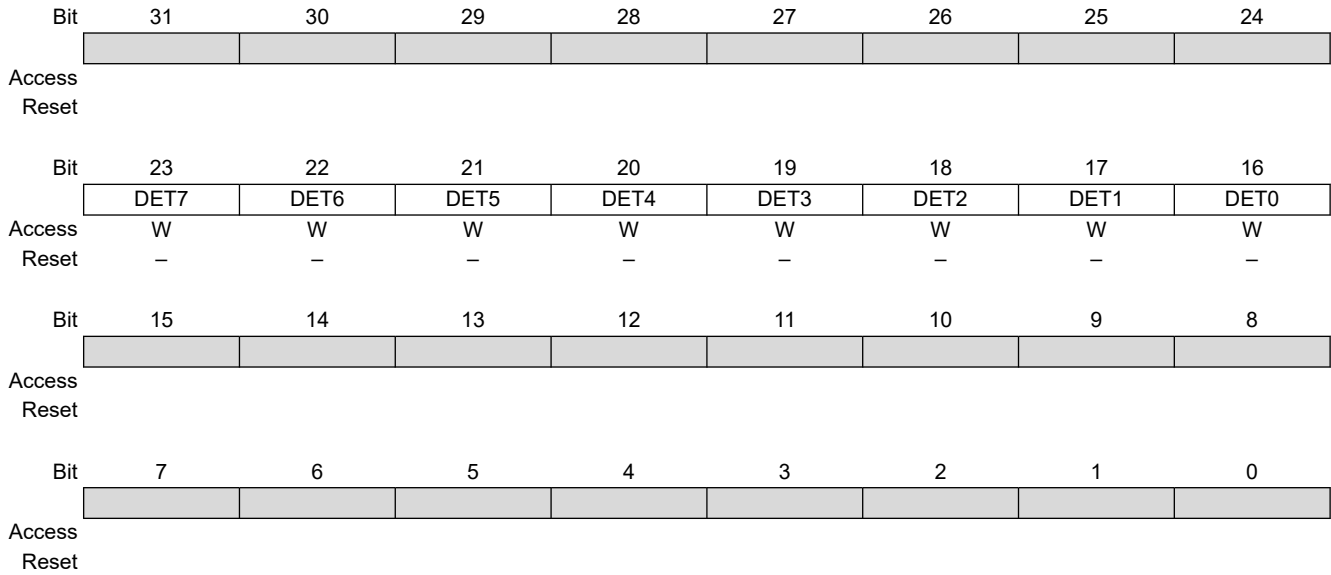 Bit 31 30 29 28 27 26 25 24
Access
Reset
Bit 23 22 21 20 19 18 17 16
DET7 DET6 DET5 DET4 DET3 DET2 DET1 DET0
Access W W W W W W W W
Reset – – – – – – – –
Bit 15 14 13 12 11 10 9 8
Access
Reset
Bit 7 6 5 4 3 2 1 0
Access
Reset